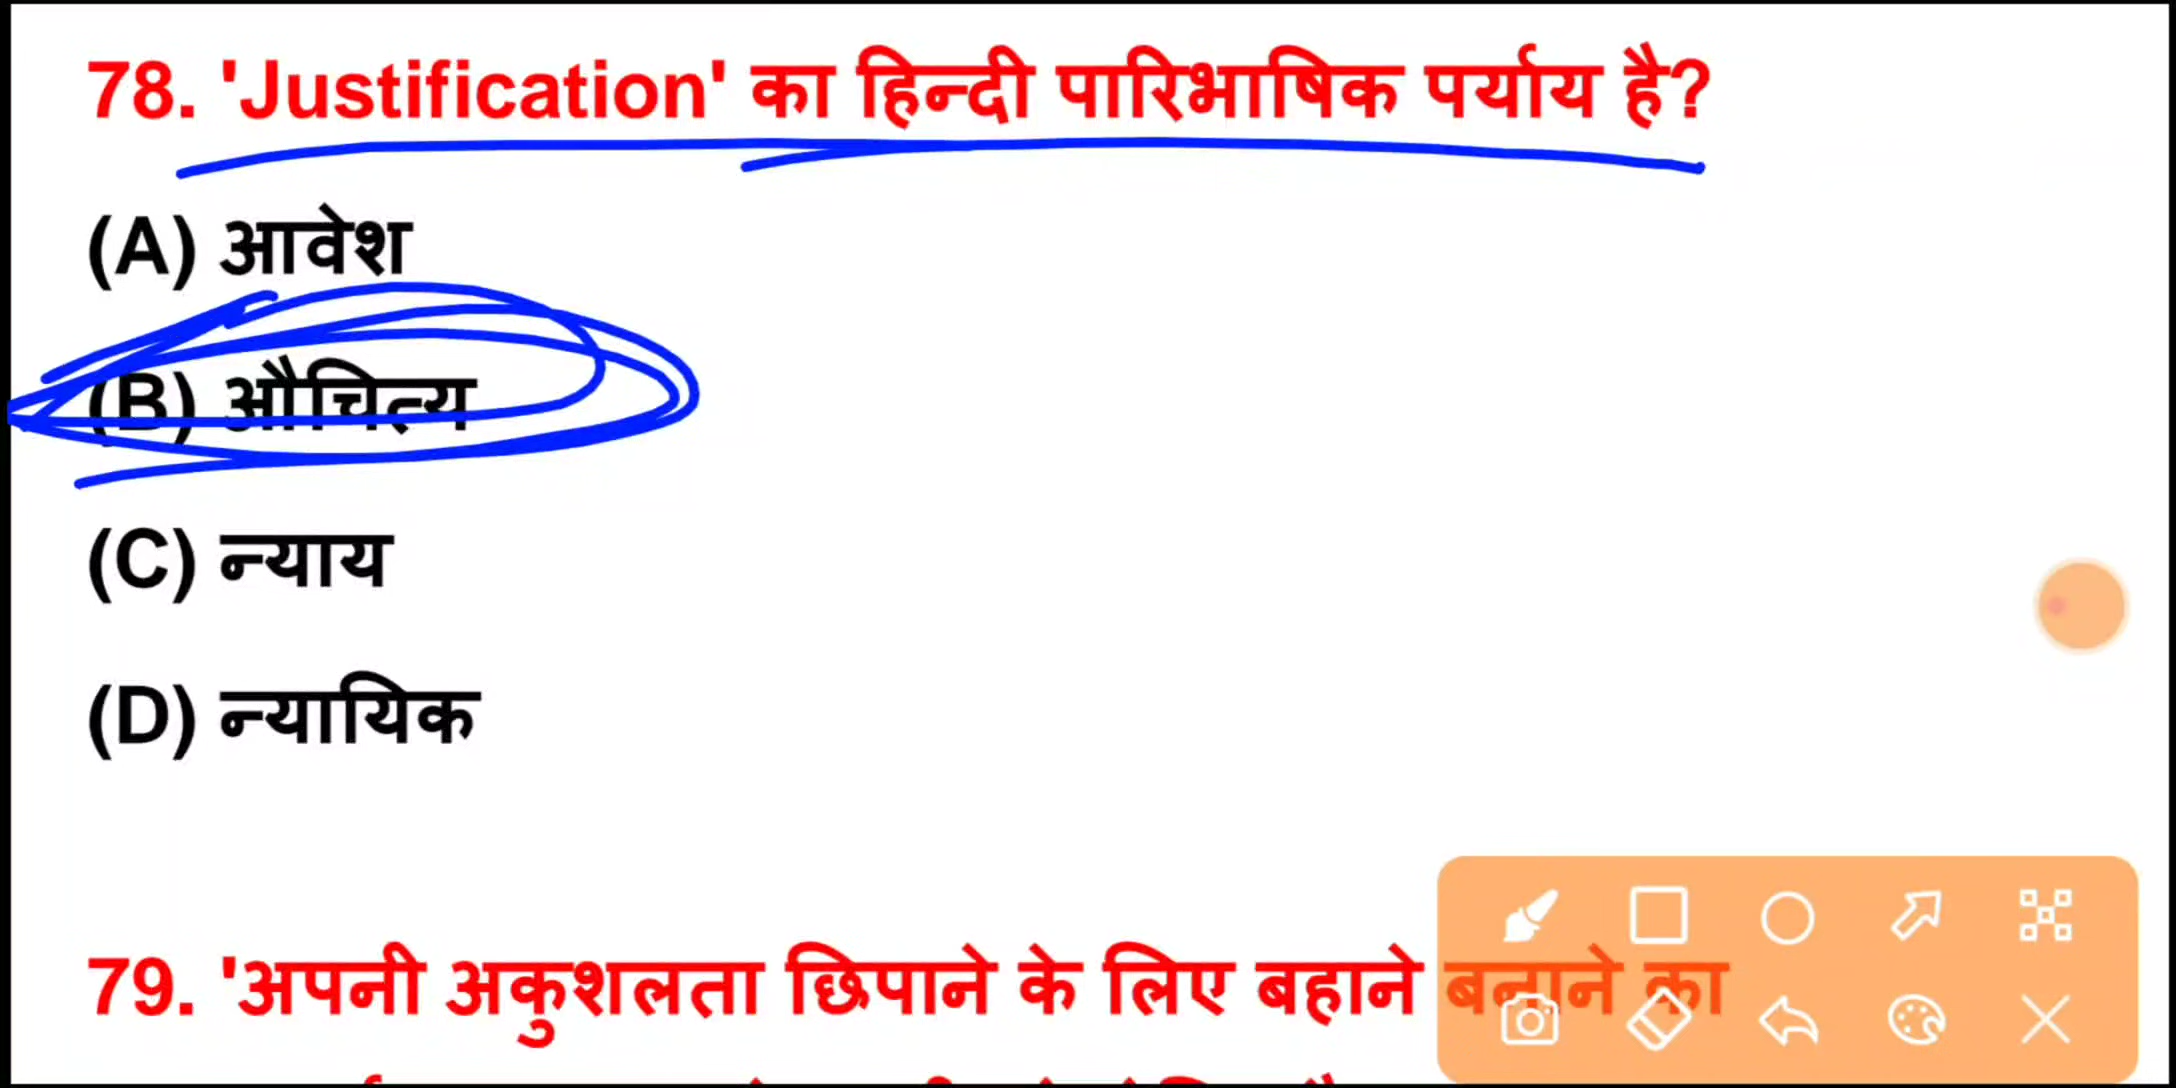 78. 'Justification' का हिन्दी पारिभाषिक पर्याय है?
(A) आवेश
(B) औचित्य
(C) न्याय
(D) न्यायिक
79. 'अपनी अकुशलता छिपाने के लिए बहाने बनाने का